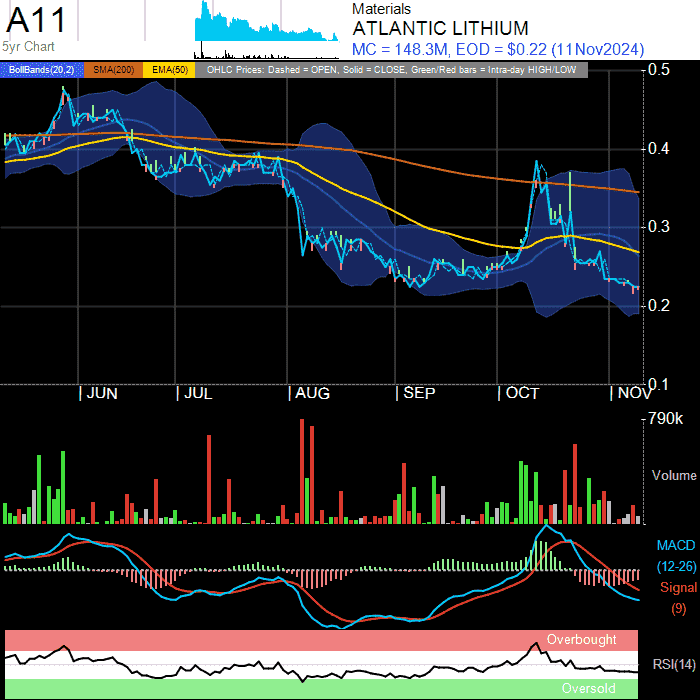 A11
5yr Chart
Materials
ATLANTIC LITHIUM
MC = 148.3M, EOD = $0.22 (11Nov2024)
BollBands(20,2) SMA(200) EMA(50) OHLC Prices: Dashed = OPEN, Solid = CLOSE, Green/Red bars = Intra-day HIGH/LOW
0.5
0.4
0.3
0.2
0.1
| JUN | JUL | AUG | SEP | OCT | NOV
790k
Volume
MACD
(12-26)
Signal
(9)
Overbought
RSI(14)
Oversold